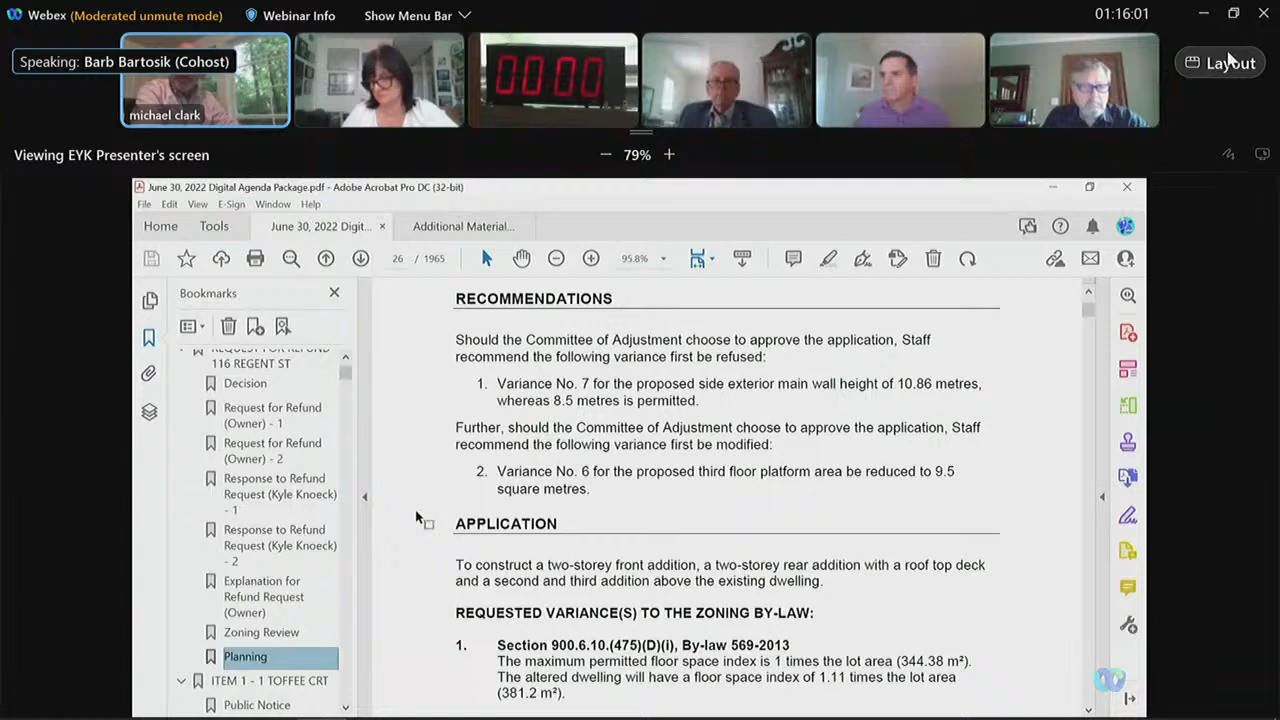 Webex (Moderated unmute mode) Webinar Info Show Menu Bar 01:16:01
Speaking: Barb Bartosik (Cohost)
michael clark
00:00
Layout
Viewing EYK Presenter's screen
79%
June 30, 2022 Digital Agenda Package.pdf - Adobe Acrobat Pro DC (32-bit)
File Edit View E-Sign Window Help
Home Tools June 30, 2022 Digit... × Additional Material...
26 / 1965 95.8%
Bookmarks
REQUEST FOR REFUND
116 REGENT ST
Decision
Request for Refund
(Owner) - 1
Request for Refund
(Owner) - 2
Response to Refund
Request (Kyle Knoeck)
- 1
Response to Refund
Request (Kyle Knoeck)
- 2
Explanation for
Refund Request
(Owner)
Zoning Review
Planning
ITEM 1 - 1 TOFFEE CRT
Public Notice
RECOMMENDATIONS
Should the Committee of Adjustment choose to approve the application, Staff
recommend the following variance first be refused:
1. Variance No. 7 for the proposed side exterior main wall height of 10.86 metres,
whereas 8.5 metres is permitted.
Further, should the Committee of Adjustment choose to approve the application, Staff
recommend the following variance first be modified:
2. Variance No. 6 for the proposed third floor platform area be reduced to 9.5
square metres.
APPLICATION
To construct a two-storey front addition, a two-storey rear addition with a roof top deck
and a second and third addition above the existing dwelling.
REQUESTED VARIANCE(S) TO THE ZONING BY-LAW:
1. Section 900.6.10.(475)(D)(i), By-law 569-2013
The maximum permitted floor space index is 1 times the lot area (344.38 m²).
The altered dwelling will have a floor space index of 1.11 times the lot area
(381.2 m²).